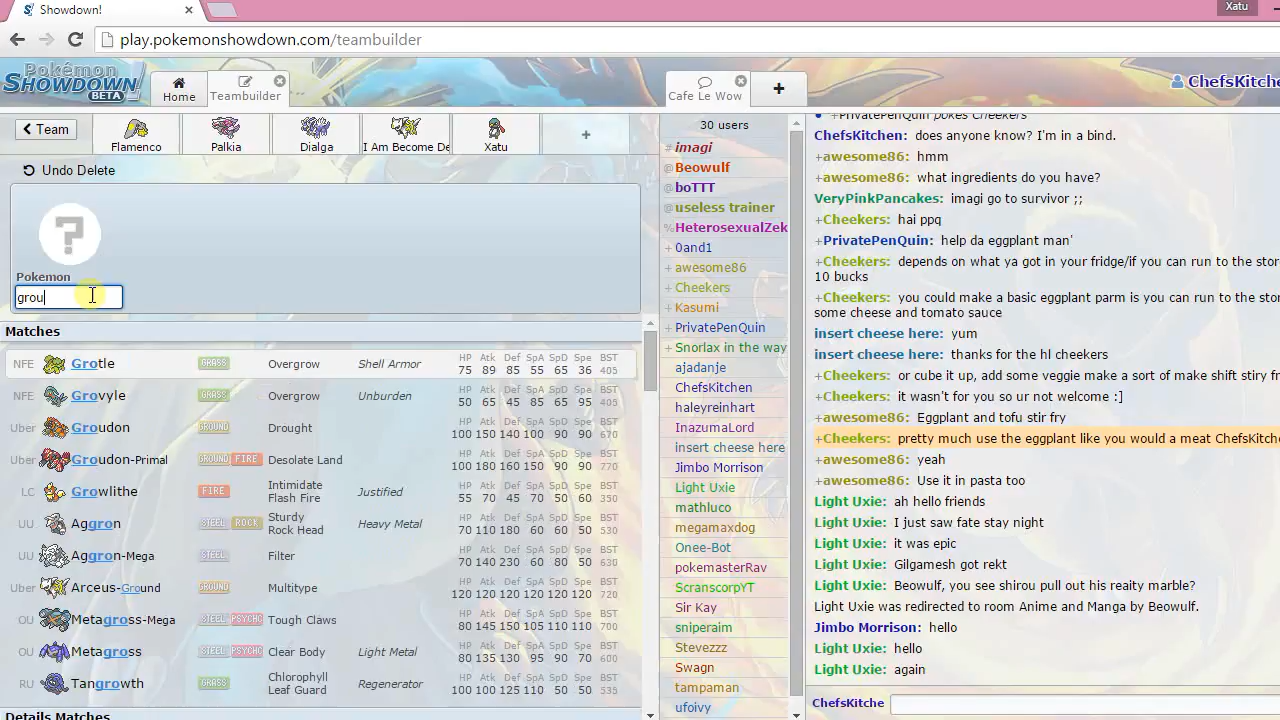 Showdown!
Xatu
play.pokemonshowdown.com/teambuilder
Pokémon
SHOWDOWN!
BETA
Home
Teambuilder
Cafe Le Wow
+
ChefsKitche
< Team
Flamenco
Palkia
Dialga
I Am Become De
Xatu
+
Undo Delete
Pokemon
grou
Matches
NFE Grotle GRASS Overgrow Shell Armor HP 75 Atk 89 Def 85 SpA 55 SpD 65 Spe 36 BST 405
NFE Grovyle GRASS Overgrow Unburden HP 50 Atk 65 Def 45 SpA 85 SpD 65 Spe 95 BST 405
Uber Groudon GROUND Drought HP 100 Atk 150 Def 140 SpA 100 SpD 90 Spe 90 BST 670
Uber Groudon-Primal GROUND FIRE Desolate Land HP 100 Atk 180 Def 160 SpA 150 SpD 90 Spe 90 BST 770
LC Growlithe FIRE Intimidate Flash Fire Justified HP 55 Atk 70 Def 45 SpA 70 SpD 50 Spe 60 BST 350
UU Aggron STEEL ROCK Sturdy Rock Head Heavy Metal HP 70 Atk 110 Def 180 SpA 60 SpD 60 Spe 50 BST 530
UU Aggron-Mega STEEL Filter HP 70 Atk 140 Def 230 SpA 60 SpD 80 Spe 50 BST 630
Uber Arceus-Ground GROUND Multitype HP 120 Atk 120 Def 120 SpA 120 SpD 120 Spe 120 BST 720
OU Metagross-Mega STEEL PSYCHC Tough Claws HP 80 Atk 145 Def 150 SpA 105 SpD 110 Spe 110 BST 700
OU Metagross STEEL PSYCHC Clear Body Light Metal HP 80 Atk 135 Def 130 SpA 95 SpD 90 Spe 70 BST 600
RU Tangrowth GRASS Chlorophyll Leaf Guard Regenerator HP 100 Atk 100 Def 125 SpA 110 SpD 50 Spe 50 BST 535
Details Matches
30 users
# imagi
@ Beowulf
@ boTTT
@ useless trainer
% HeterosexualZek
+ 0and1
+ awesome86
+ Cheekers
+ Kasumi
+ PrivatePenQuin
+ Snorlax in the way
ajadanje
ChefsKitchen
haleyreinhart
InazumaLord
insert cheese here
Jimbo Morrison
Light Uxie
mathluco
megamaxdog
Onee-Bot
pokemasterRav
ScranscorpYT
Sir Kay
sniperaim
Stevezzz
Swagn
tampaman
ufoivy
• +PrivatePenQuin pokes Cheekers
ChefsKitchen: does anyone know? I'm in a bind.
+awesome86: hmm
+awesome86: what ingredients do you have?
VeryPinkPancakes: imagi go to survivor ;;
+Cheekers: hai ppq
+PrivatePenQuin: help da eggplant man'
+Cheekers: depends on what ya got in your fridge/if you can run to the stor
10 bucks
+Cheekers: you could make a basic eggplant parm is you can run to the sto
some cheese and tomato sauce
insert cheese here: yum
insert cheese here: thanks for the hl cheekers
+Cheekers: or cube it up, add some veggie make a sort of make shift stiry fr
+Cheekers: it wasn't for you so ur not welcome :]
+awesome86: Eggplant and tofu stir fry
+Cheekers: pretty much use the eggplant like you would a meat ChefsKitche
+awesome86: yeah
+awesome86: Use it in pasta too
Light Uxie: ah hello friends
Light Uxie: I just saw fate stay night
Light Uxie: it was epic
Light Uxie: Gilgamesh got rekt
Light Uxie: Beowulf, you see shirou pull out his reaity marble?
Light Uxie was redirected to room Anime and Manga by Beowulf.
Jimbo Morrison: hello
Light Uxie: hello
Light Uxie: again
ChefsKitche